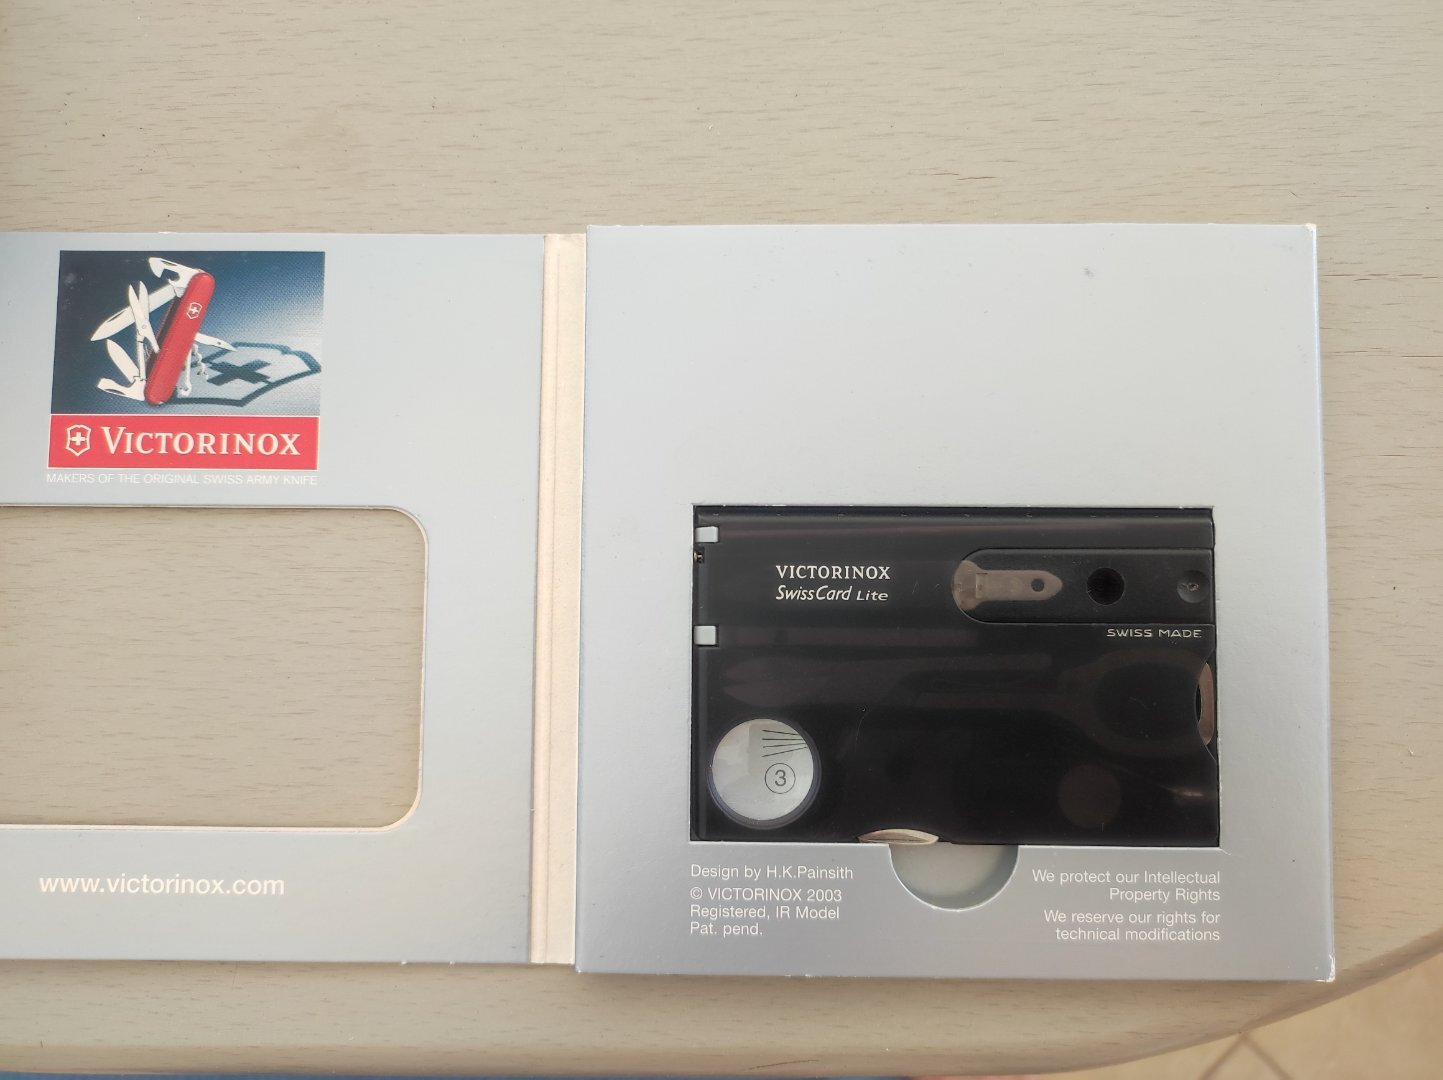 VICTORINOX
MAKERS OF THE ORIGINAL SWISS ARMY KNIFE
www.victorinox.com
VICTORINOX
SwissCard Lite
SWISS MADE
3
Design by H.K.Painsith
© VICTORINOX 2003
Registered, IR Model
Pat. pend.
We protect our Intellectual
Property Rights
We reserve our rights for
technical modifications